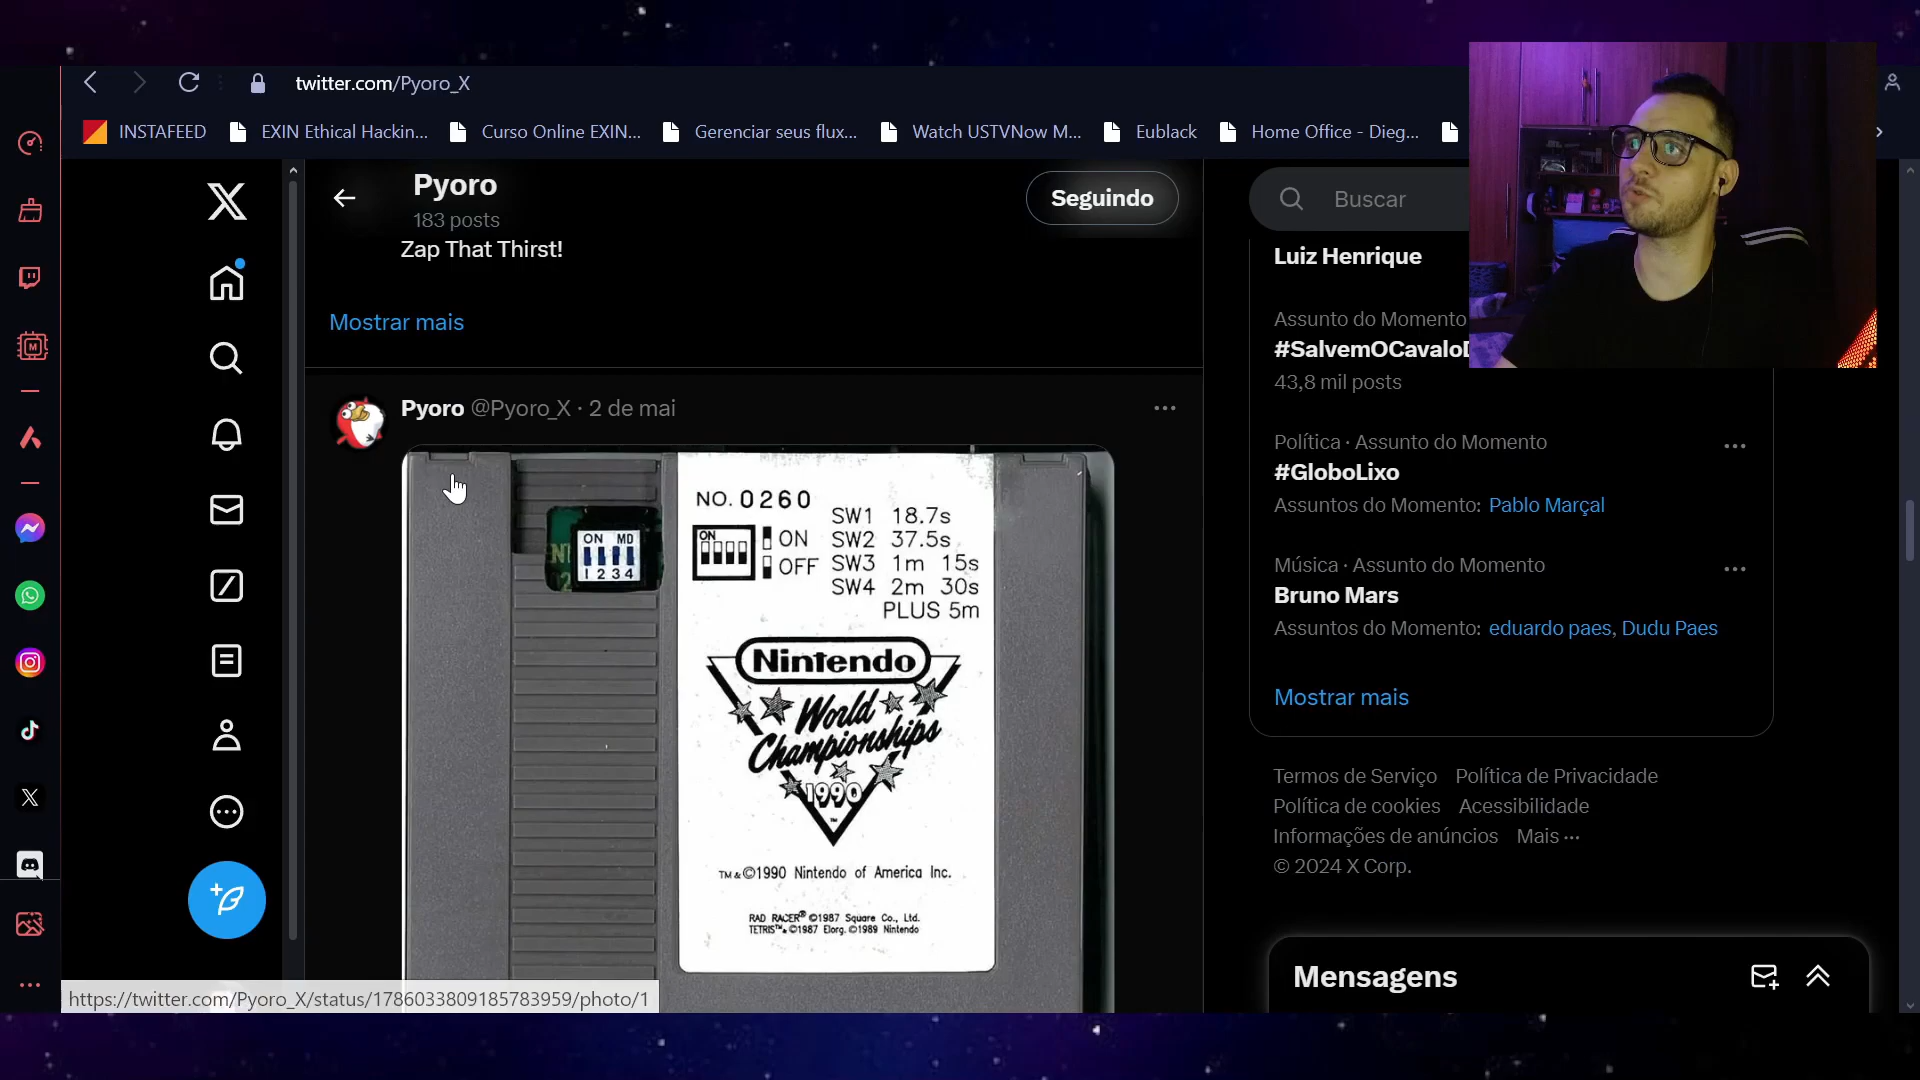 twitter.com/Pyoro_X
INSTAFEED
EXIN Ethical Hackin...
Curso Online EXIN...
Gerenciar seus flux...
Watch USTVNow M...
Eublack
Home Office - Dieg...
Pyoro
183 posts
Seguindo
Zap That Thirst!
Mostrar mais
Pyoro @Pyoro_X · 2 de mai
NO. 0260
ON MD
1 2 3 4
ON
ON
OFF
SW1 18.7s
SW2 37.5s
SW3 1m 15s
SW4 2m 30s
PLUS 5m
Nintendo
World
Championships
1990
TM
TM & ©1990 Nintendo of America Inc.
RAD RACER® ©1987 Square Co., Ltd.
TETRIS™& ©1987 Elorg. ©1989 Nintendo
https://twitter.com/Pyoro_X/status/1786033809185783959/photo/1
Buscar
Luiz Henrique
Assunto do Momento
#SalvemOCavalo
43,8 mil posts
Política · Assunto do Momento
#GloboLixo
Assuntos do Momento: Pablo Marçal
Música · Assunto do Momento
Bruno Mars
Assuntos do Momento: eduardo paes, Dudu Paes
Mostrar mais
Termos de Serviço Política de Privacidade
Política de cookies Acessibilidade
Informações de anúncios Mais ···
© 2024 X Corp.
Mensagens